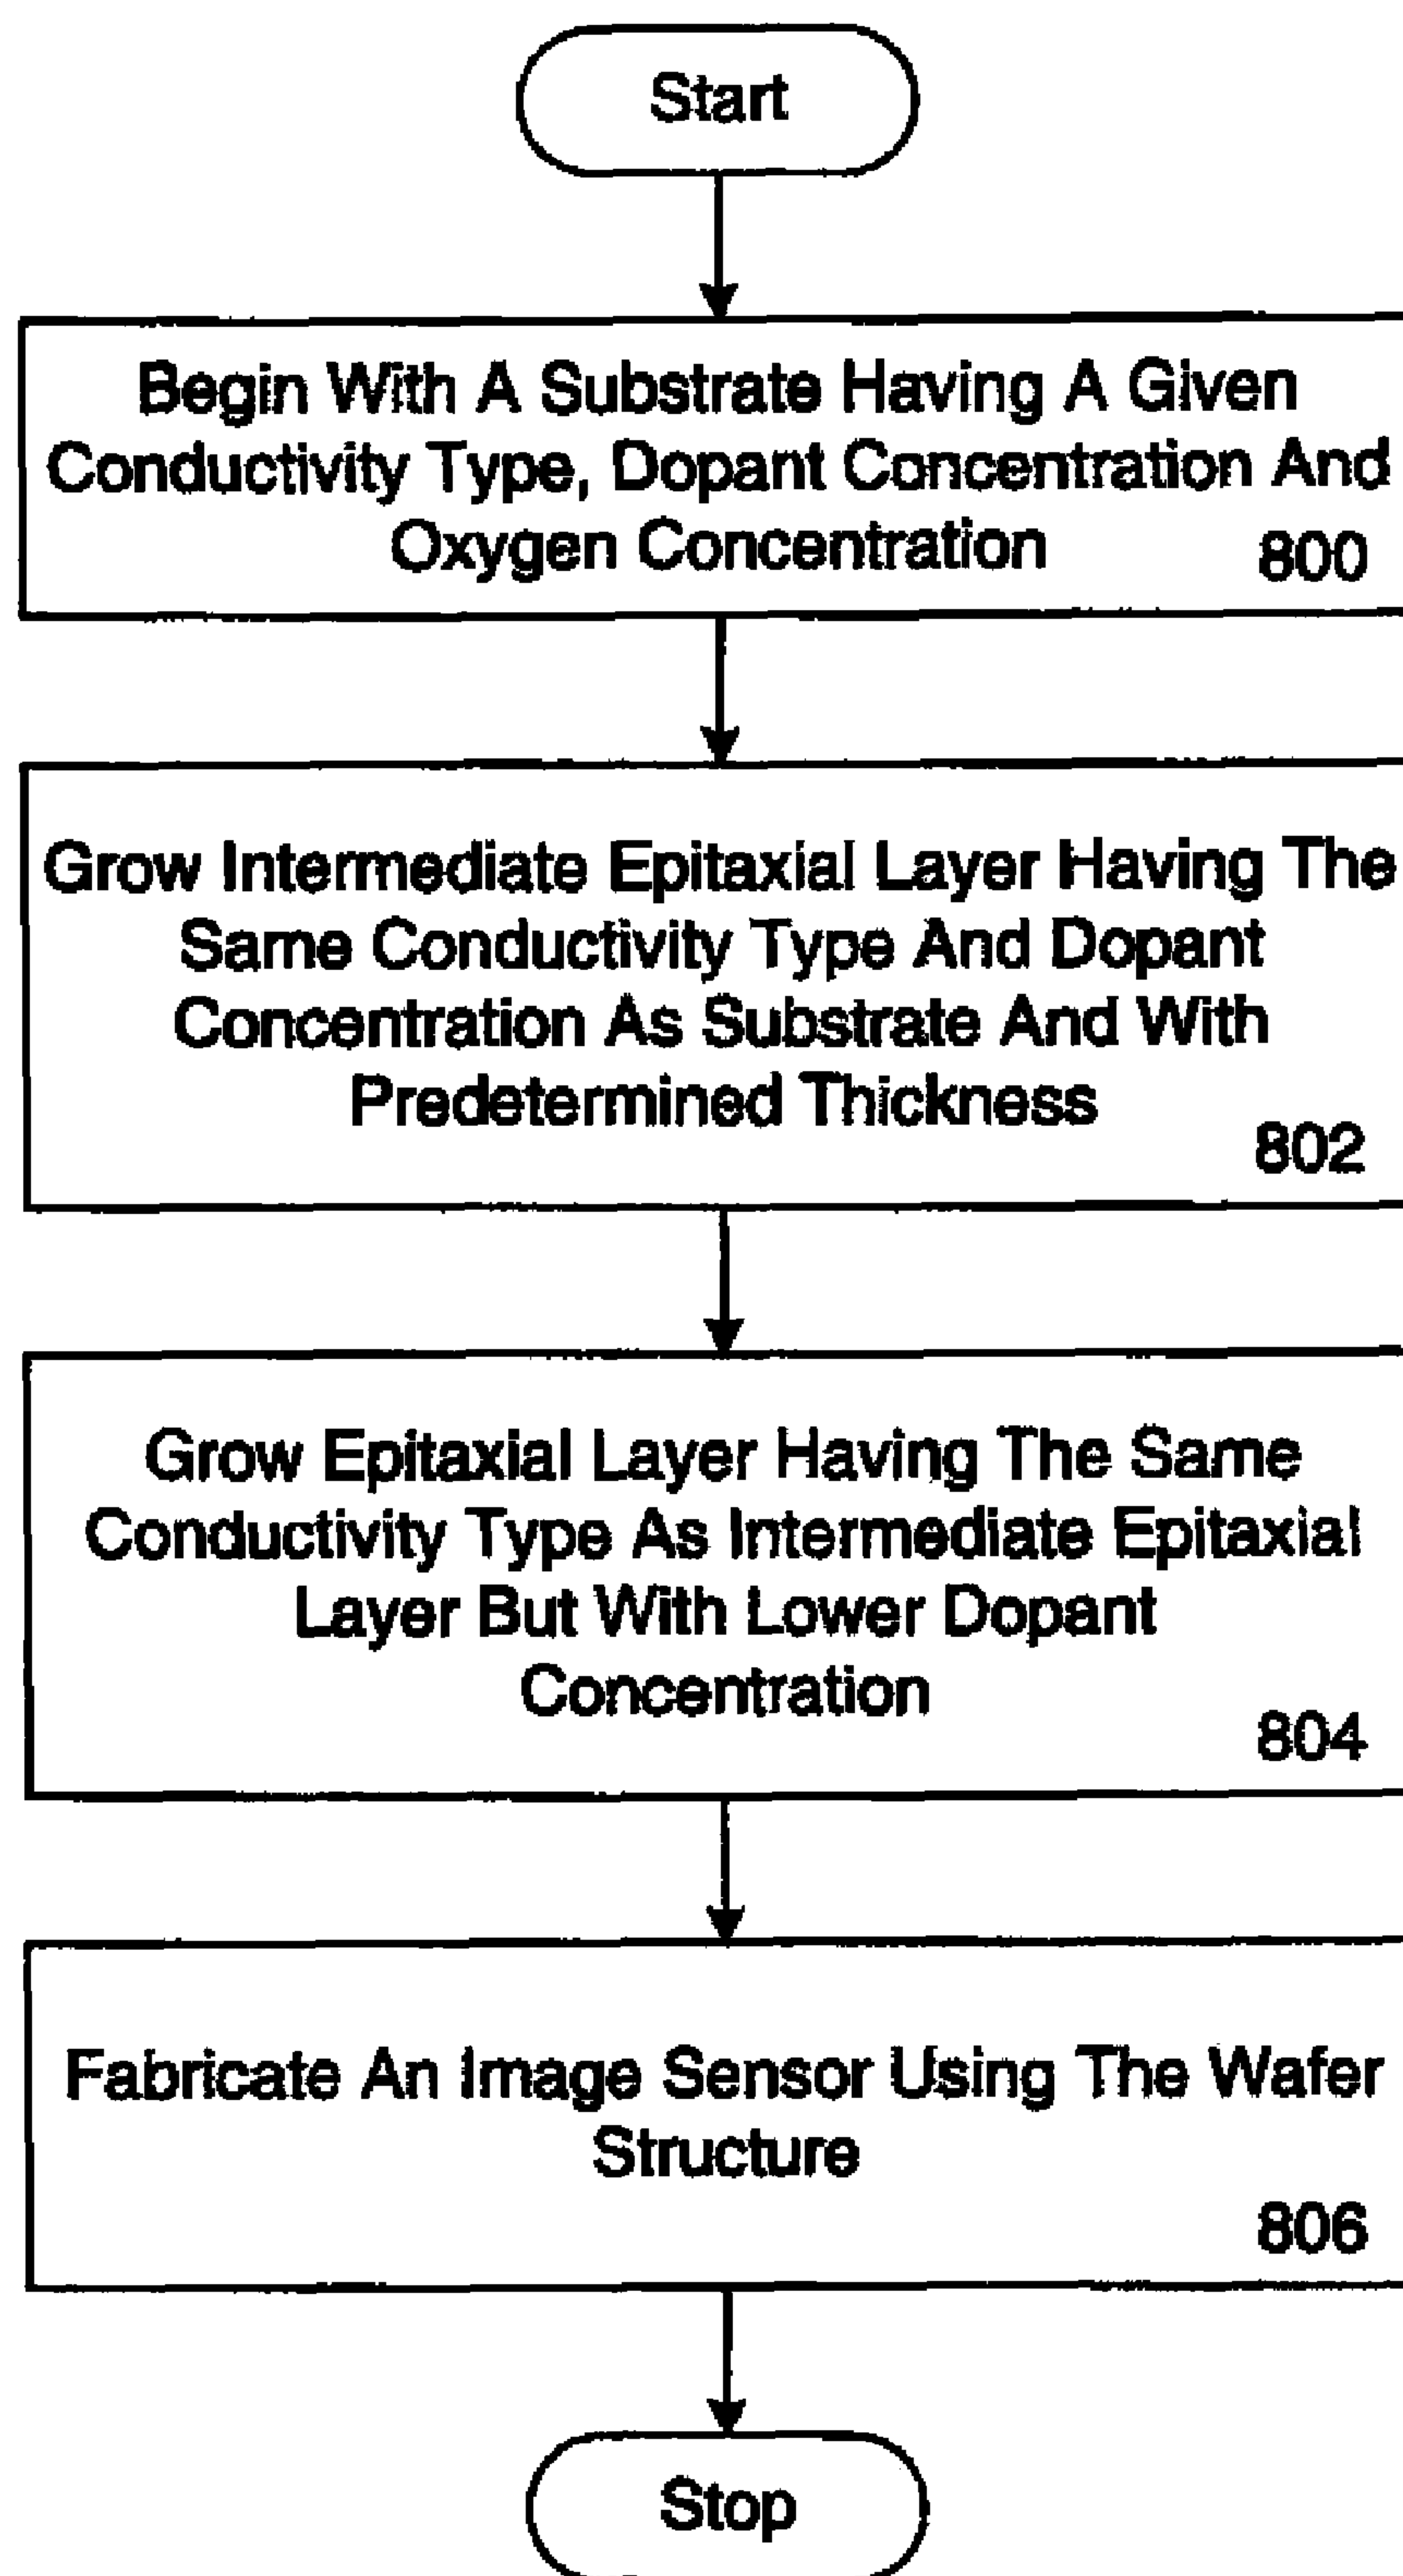 Start
Begin With A Substrate Having A Given
Conductivity Type, Dopant Concentration And
Oxygen Concentration
800
Grow Intermediate Epitaxial Layer Having The
Same Conductivity Type And Dopant
Concentration As Substrate And With
Predetermined Thickness
802
Grow Epitaxial Layer Having The Same
Conductivity Type As Intermediate Epitaxial
Layer But With Lower Dopant
Concentration
804
Fabricate An Image Sensor Using The Wafer
Structure
806
Stop